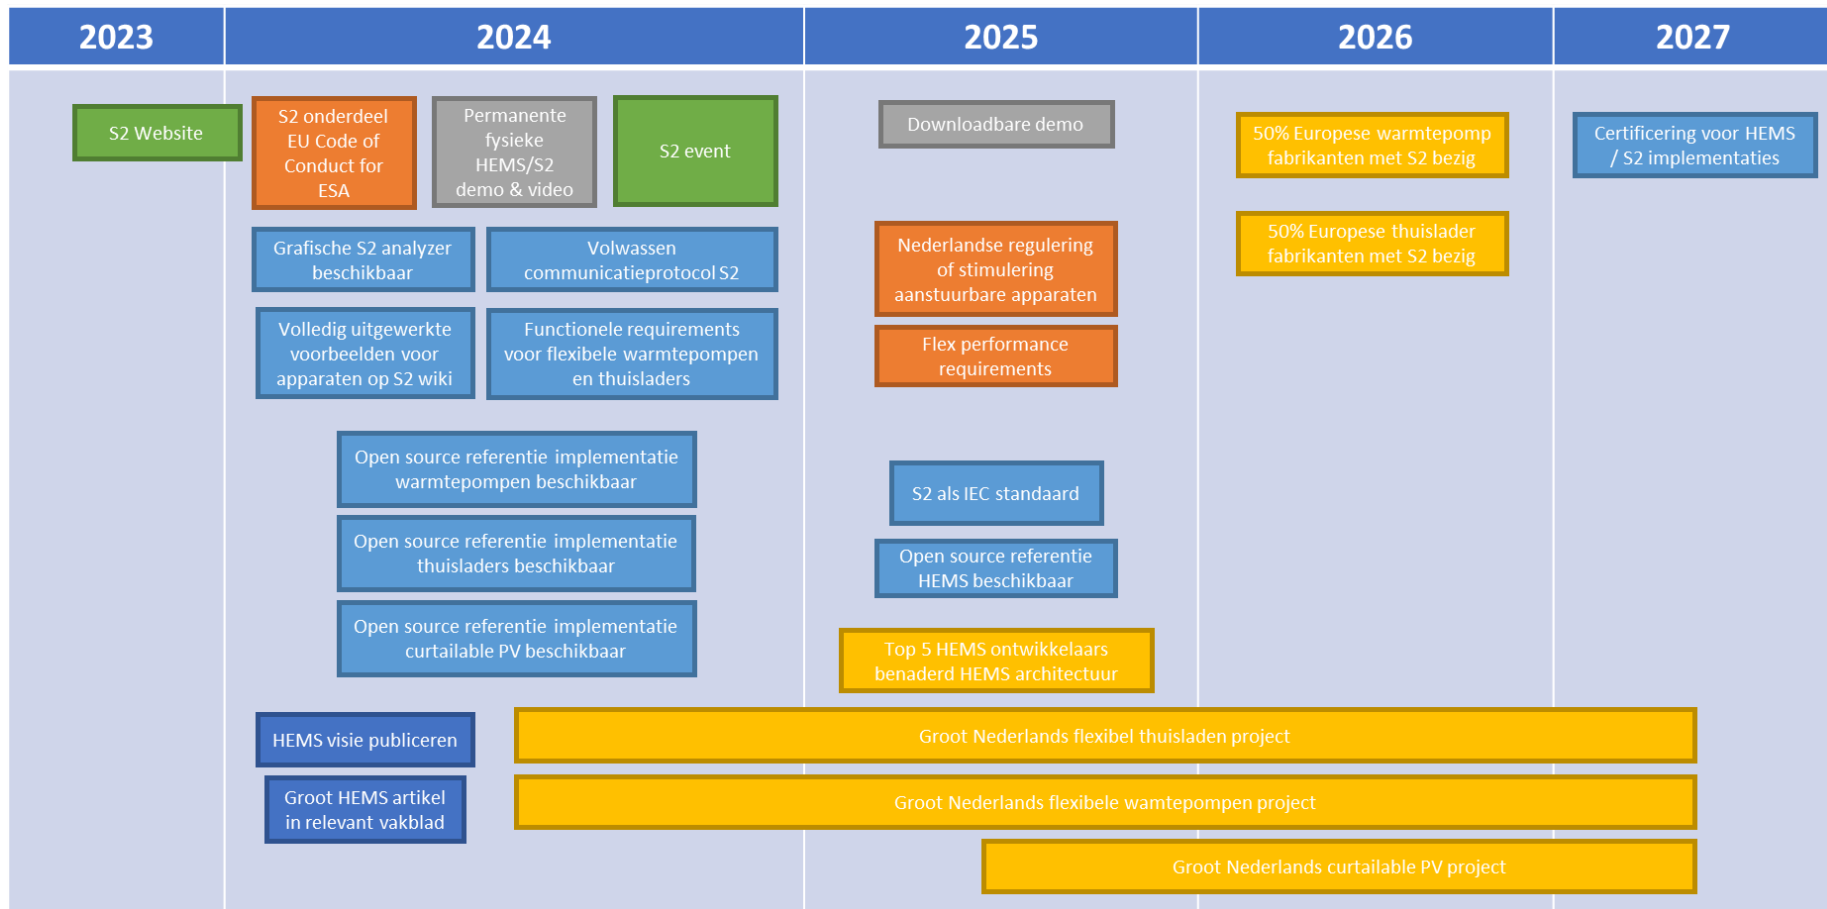 2023
2024
2025
2026
2027
S2 Website
S2 onderdeel
EU Code of
Conduct for
ESA
Permanente
fysieke
HEMS/S2
demo & video
S2 event
Downloadbare demo
50% Europese warmtepomp
fabrikanten met S2 bezig
Certificering voor HEMS
/ S2 implementaties
Grafische S2 analyzer
beschikbaar
Volwassen
communicatieprotocol S2
Nederlandse regulering
of stimulering
aanstuurbare apparaten
50% Europese thuislader
fabrikanten met S2 bezig
Volledig uitgewerkte
voorbeelden voor
apparaten op S2 wiki
Functionele requirements
voor flexibele warmtepompen
en thuisladers
Flex performance
requirements
Open source referentie implementatie
warmtepompen beschikbaar
S2 als IEC standaard
Open source referentie implementatie
thuisladers beschikbaar
Open source referentie
HEMS beschikbaar
Open source referentie implementatie
curtailable PV beschikbaar
Top 5 HEMS ontwikkelaars
benaderd HEMS architectuur
HEMS visie publiceren
Groot Nederlands flexibel thuisladen project
Groot HEMS artikel
in relevant vakblad
Groot Nederlands flexibele wamtepompen project
Groot Nederlands curtailable PV project